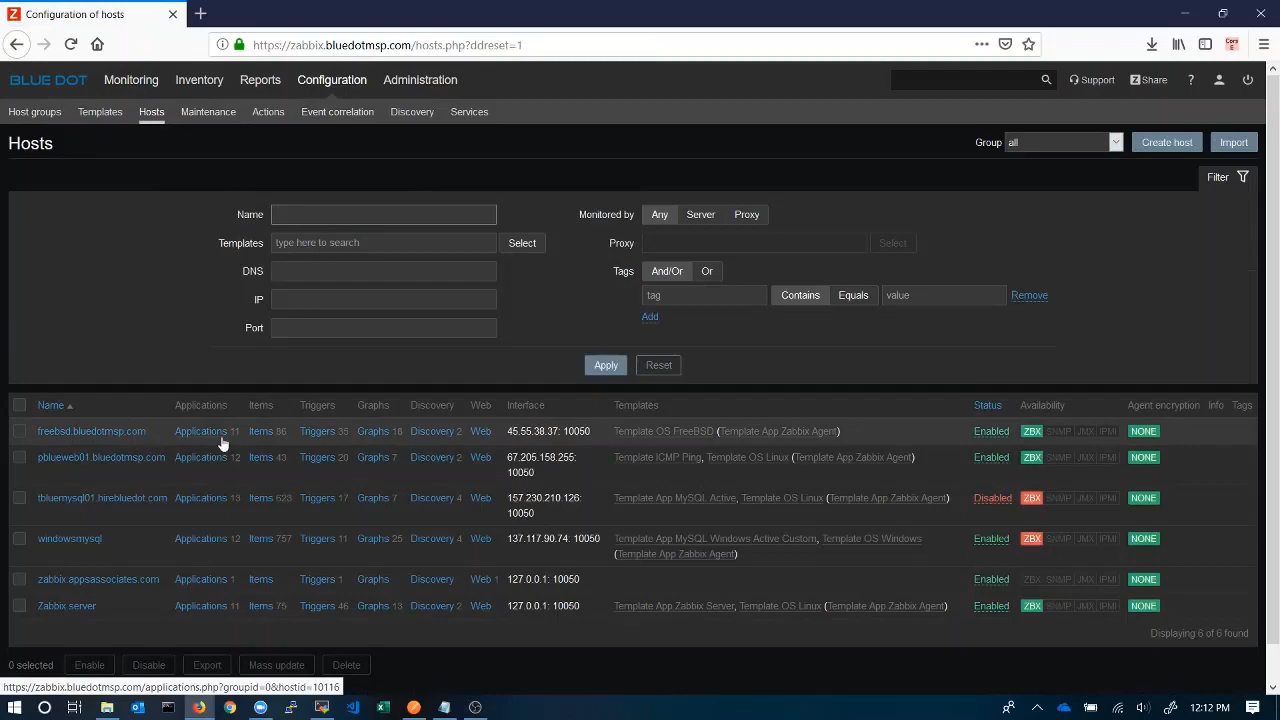 Configuration of hosts
https://zabbix.bluedotmsp.com/hosts.php?ddreset=1
BLUE DOT Monitoring Inventory Reports Configuration Administration Support Share ?
Host groups Templates Hosts Maintenance Actions Event correlation Discovery Services
Hosts Group all Create host Import
Filter
Name Monitored by Any Server Proxy
Templates type here to search Select Proxy Select
DNS Tags And/Or Or
IP tag Contains Equals value Remove
Port Add
Apply Reset
Name Applications Items Triggers Graphs Discovery Web Interface Templates Status Availability Agent encryption Info Tags
freebsd.bluedotmsp.com Applications 11 Items 86 Triggers 35 Graphs 18 Discovery 2 Web 45.55.38.37: 10050 Template OS FreeBSD (Template App Zabbix Agent) Enabled ZBX SNMP JMX IPMI NONE
pblueweb01.bluedotmsp.com Applications 12 Items 43 Triggers 20 Graphs 7 Discovery 2 Web 67.205.158.255: Template ICMP Ping, Template OS Linux (Template App Zabbix Agent) Enabled ZBX SNMP JMX IPMI NONE
10050
tbluemysql01.hirebluedot.com Applications 13 Items 623 Triggers 17 Graphs 7 Discovery 4 Web 157.230.210.126: Template App MySQL Active, Template OS Linux (Template App Zabbix Agent) Disabled ZBX SNMP JMX IPMI NONE
10050
windowsmysql Applications 12 Items 757 Triggers 11 Graphs 25 Discovery 4 Web 137.117.90.74: 10050 Template App MySQL Windows Active Custom, Template OS Windows Enabled ZBX SNMP JMX IPMI NONE
(Template App Zabbix Agent)
zabbix.appsassociates.com Applications 1 Items Triggers 1 Graphs Discovery Web 1 127.0.0.1: 10050 Enabled ZBX SNMP JMX IPMI NONE
Zabbix server Applications 11 Items 75 Triggers 46 Graphs 13 Discovery 2 Web 127.0.0.1: 10050 Template App Zabbix Server, Template OS Linux (Template App Zabbix Agent) Enabled ZBX SNMP JMX IPMI NONE
Displaying 6 of 6 found
0 selected Enable Disable Export Mass update Delete
https://zabbix.bluedotmsp.com/applications.php?groupid=0&hostid=10116
12:12 PM